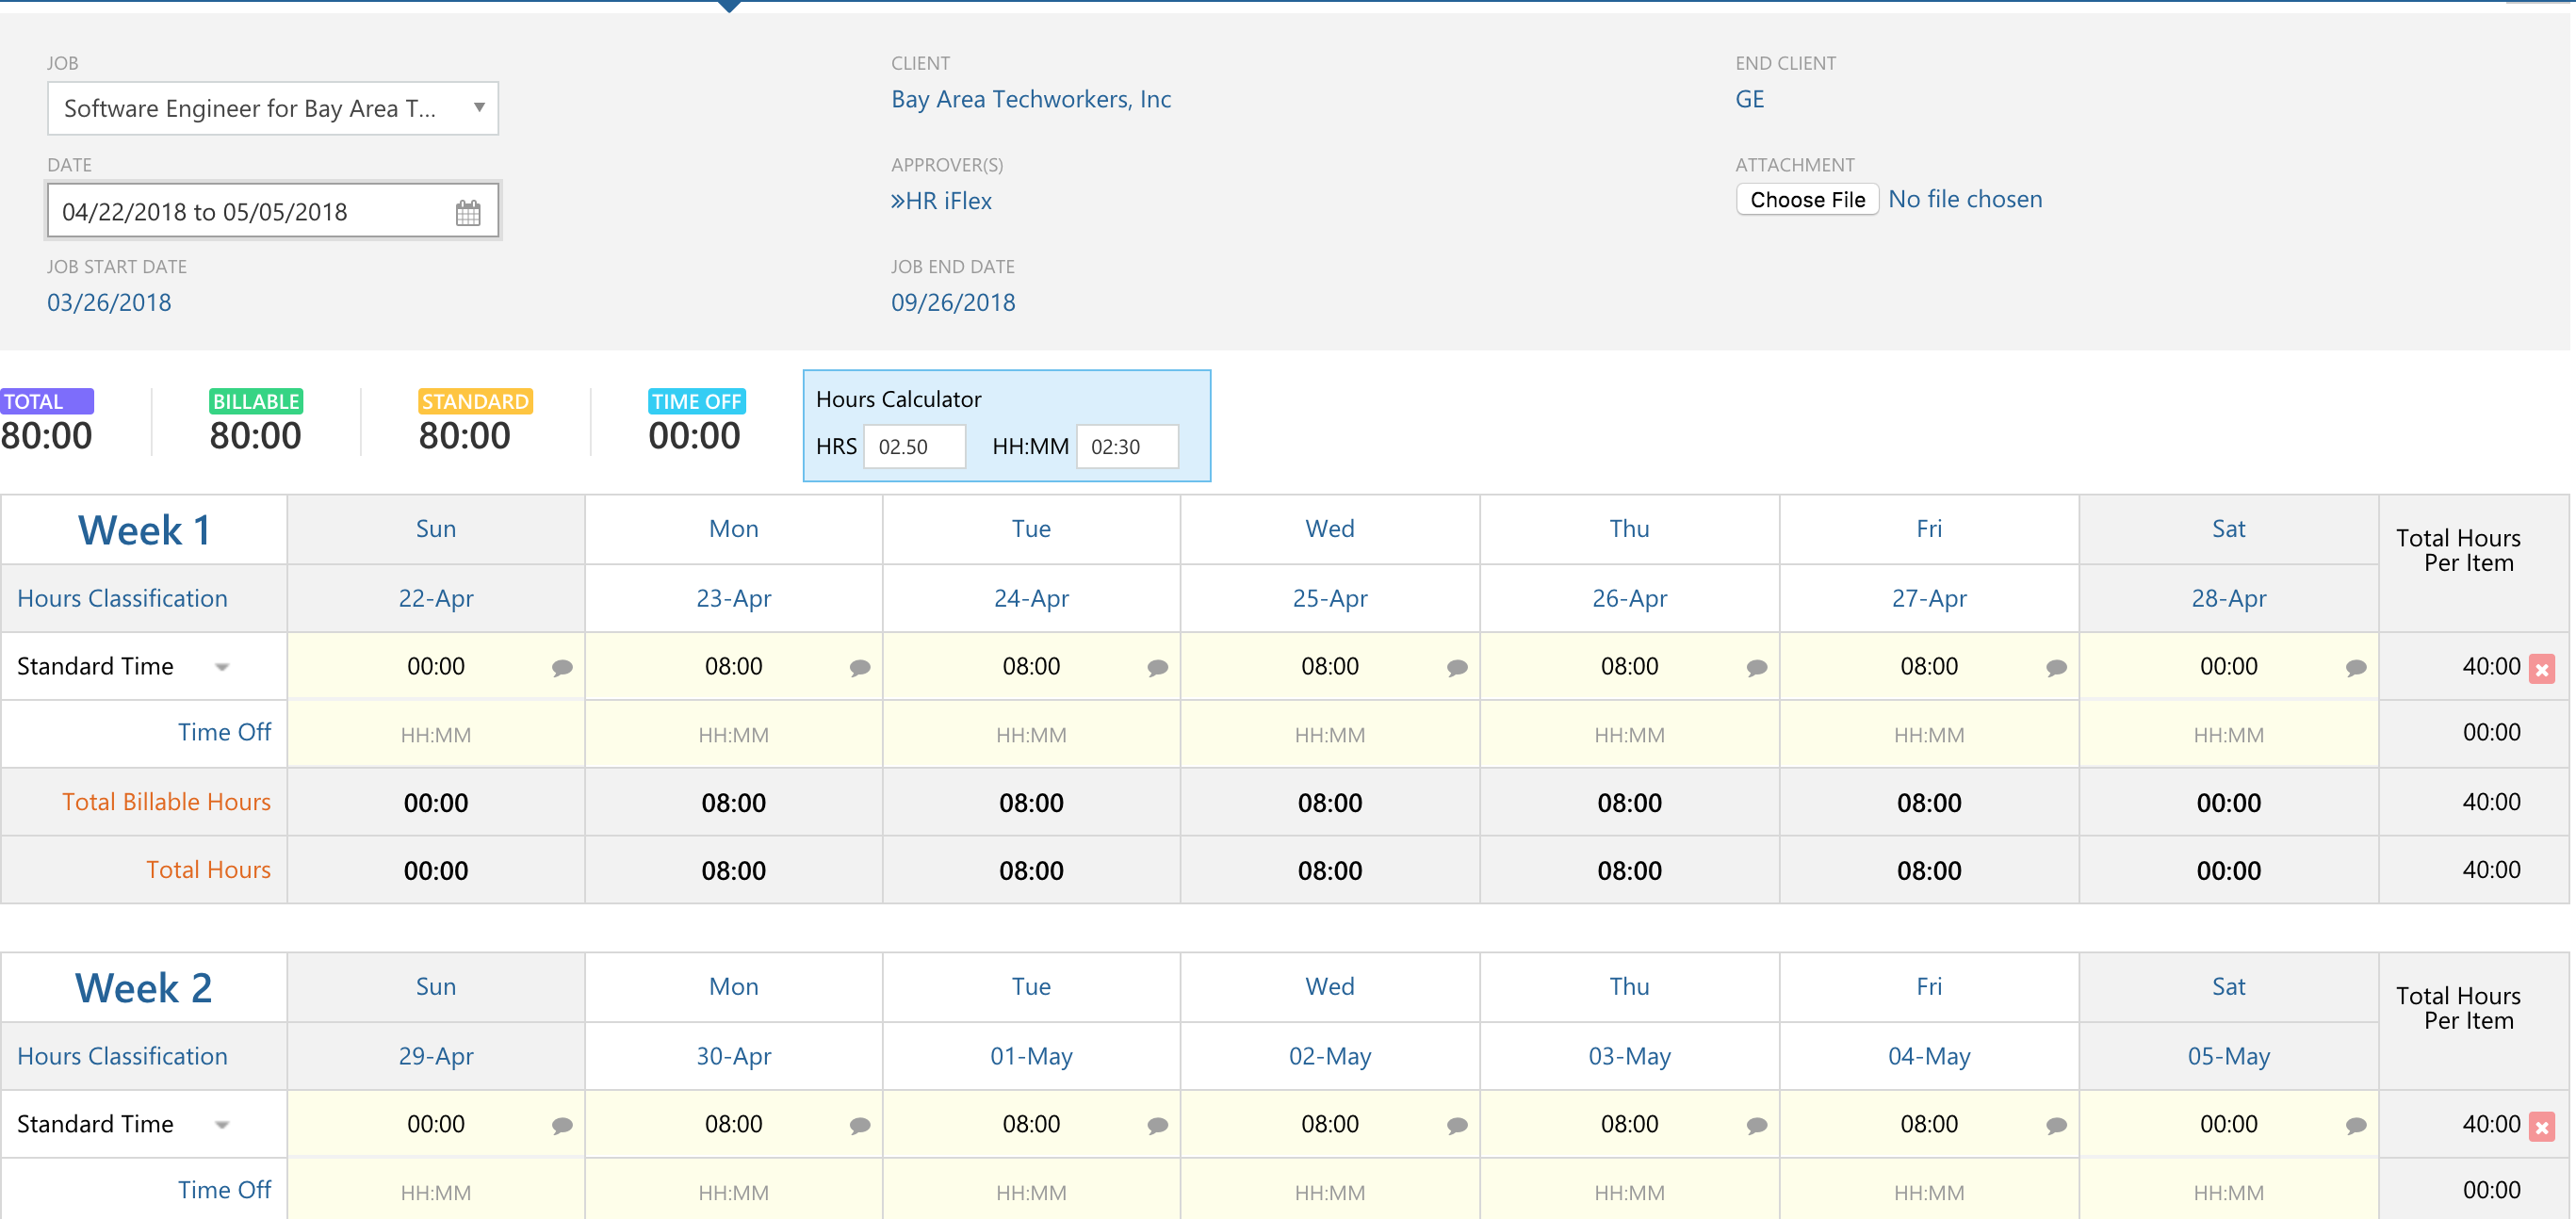 JOB CLIENT END CLIENT
Software Engineer for Bay Area T... Bay Area Techworkers, Inc GE
DATE APPROVER(S) ATTACHMENT
04/22/2018 to 05/05/2018 »HR iFlex Choose File No file chosen
JOB START DATE JOB END DATE
03/26/2018 09/26/2018
TOTAL BILLABLE STANDARD TIME OFF Hours Calculator
80:00 80:00 80:00 00:00 HRS 02.50 HH:MM 02:30
Week 1 Sun Mon Tue Wed Thu Fri Sat Total Hours
Per Item
Hours Classification 22-Apr 23-Apr 24-Apr 25-Apr 26-Apr 27-Apr 28-Apr
Standard Time 00:00 08:00 08:00 08:00 08:00 08:00 00:00 40:00
Time Off HH:MM HH:MM HH:MM HH:MM HH:MM HH:MM HH:MM 00:00
Total Billable Hours 00:00 08:00 08:00 08:00 08:00 08:00 00:00 40:00
Total Hours 00:00 08:00 08:00 08:00 08:00 08:00 00:00 40:00
Week 2 Sun Mon Tue Wed Thu Fri Sat Total Hours
Per Item
Hours Classification 29-Apr 30-Apr 01-May 02-May 03-May 04-May 05-May
Standard Time 00:00 08:00 08:00 08:00 08:00 08:00 00:00 40:00
Time Off HH:MM HH:MM HH:MM HH:MM HH:MM HH:MM HH:MM 00:00